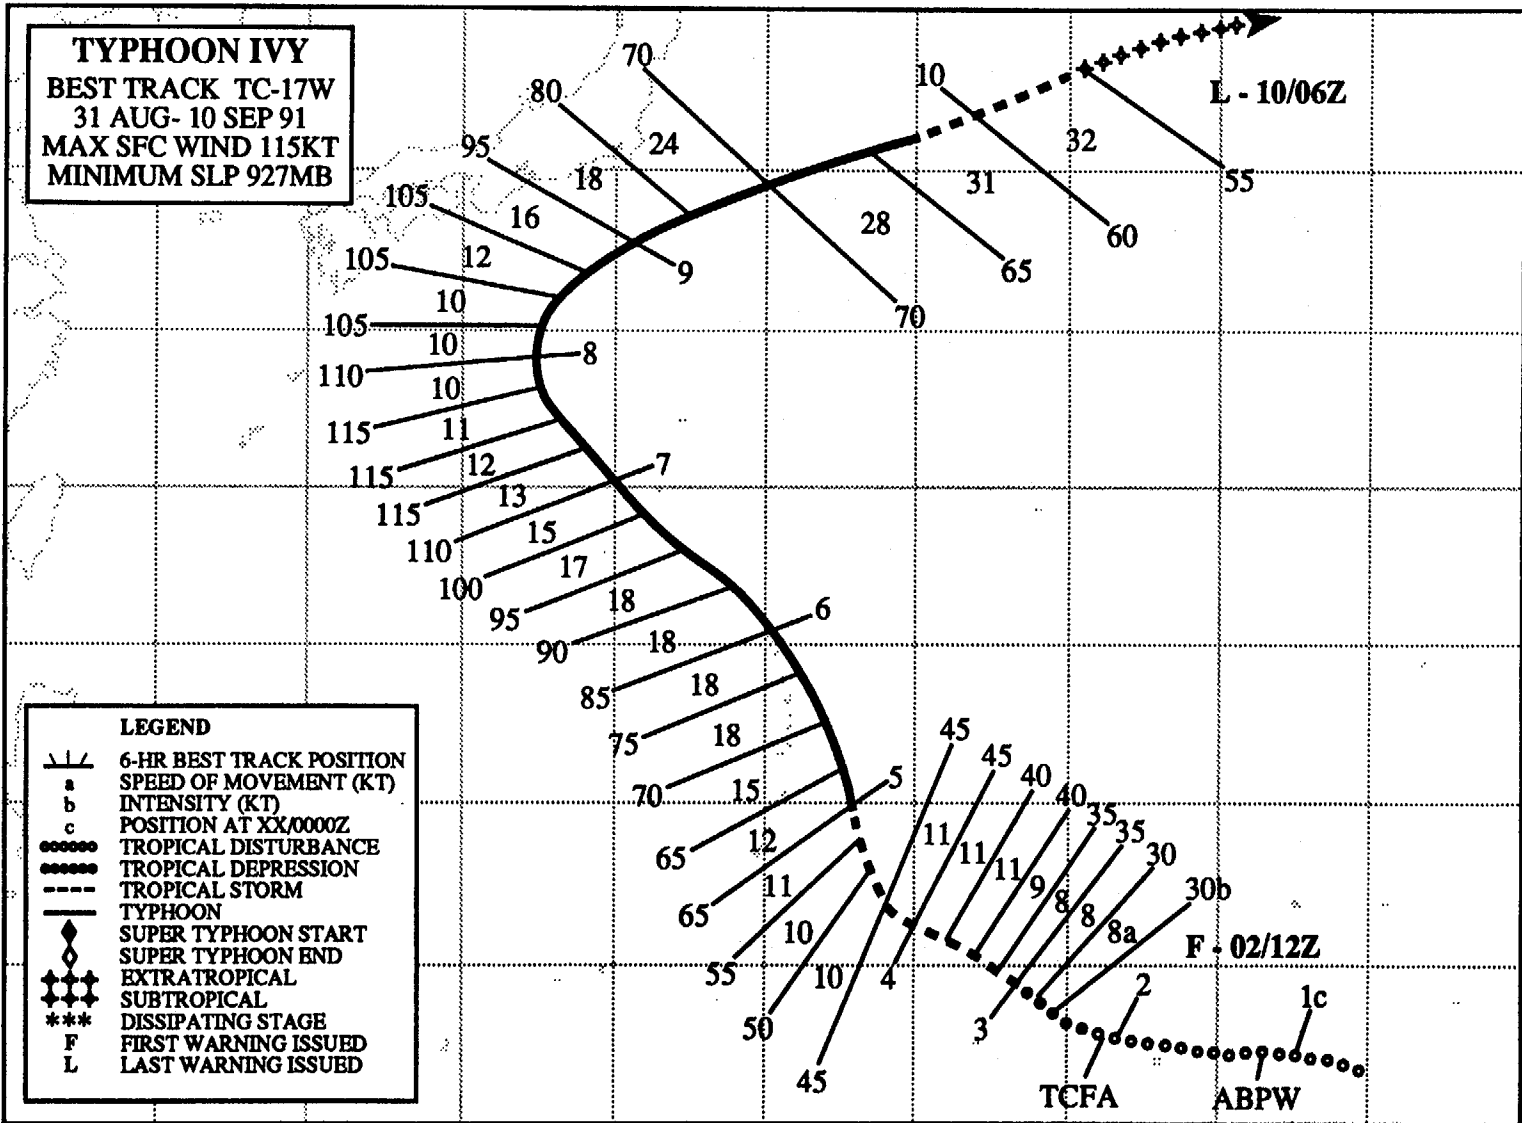 TYPHOON IVY
BEST TRACK TC-17W
31 AUG- 10 SEP 91
MAX SFC WIND 115KT
MINIMUM SLP 927MB
70
80
95
105
105
105
110
115
115
115
110
100
95
90
85
75
70
65
65
55
50
45
24
18
16
12
10
10
10
11
12
13
15
17
18
18
18
18
15
12
11
10
10
10
32
31
28
L - 10/06Z
55
60
65
70
9
8
7
6
5
45
45
40
40
35
35
30
30b
11
11
11
9
8
8
8a
4
3
F - 02/12Z
2
1c
TCFA
ABPW
LEGEND
6-HR BEST TRACK POSITION
a SPEED OF MOVEMENT (KT)
b INTENSITY (KT)
c POSITION AT XX/0000Z
TROPICAL DISTURBANCE
TROPICAL DEPRESSION
TROPICAL STORM
TYPHOON
SUPER TYPHOON START
SUPER TYPHOON END
EXTRATROPICAL
SUBTROPICAL
*** DISSIPATING STAGE
F FIRST WARNING ISSUED
L LAST WARNING ISSUED